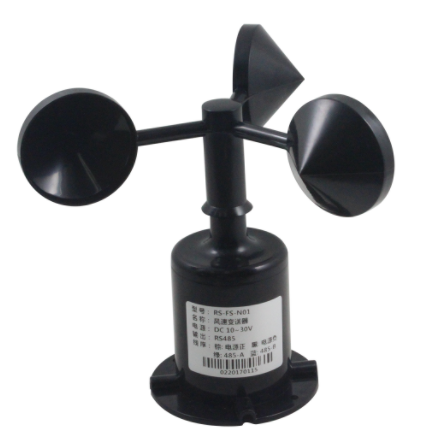 型号: RS-FS-N01
名称: 风速变送器
电源: DC 10~30V
输出: RS485
接线: 棕:电源正 黑:电源负
绿:485-A 蓝:485-B
0220170115